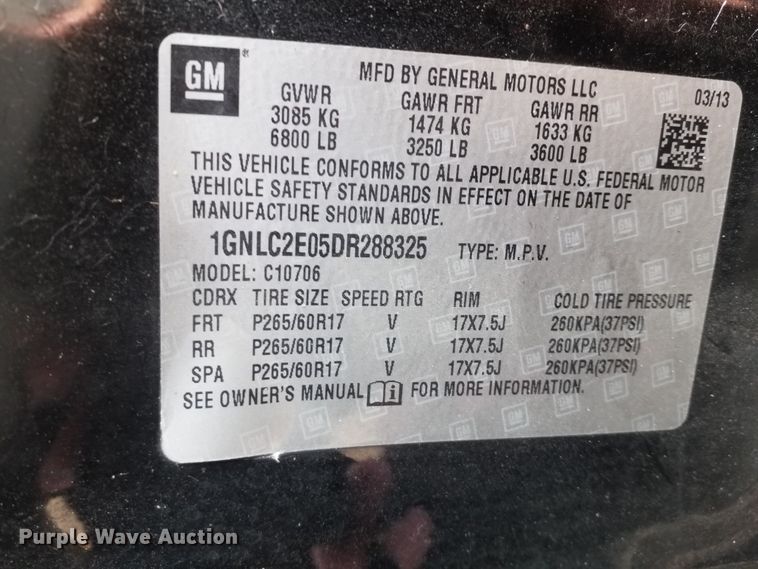 GM®
MFD BY GENERAL MOTORS LLC
03/13
GVWR GAWR FRT GAWR RR
3085 KG 1474 KG 1633 KG
6800 LB 3250 LB 3600 LB
THIS VEHICLE CONFORMS TO ALL APPLICABLE U.S. FEDERAL MOTOR
VEHICLE SAFETY STANDARDS IN EFFECT ON THE DATE OF
MANUFACTURE SHOWN ABOVE.
1GNLC2E05DR288325 TYPE: M.P.V.
MODEL: C10706
CDRX TIRE SIZE SPEED RTG RIM COLD TIRE PRESSURE
FRT P265/60R17 V 17X7.5J 260KPA(37PSI)
RR P265/60R17 V 17X7.5J 260KPA(37PSI)
SPA P265/60R17 V 17X7.5J 260KPA(37PSI)
SEE OWNER'S MANUAL i FOR MORE INFORMATION.
Purple Wave Auction